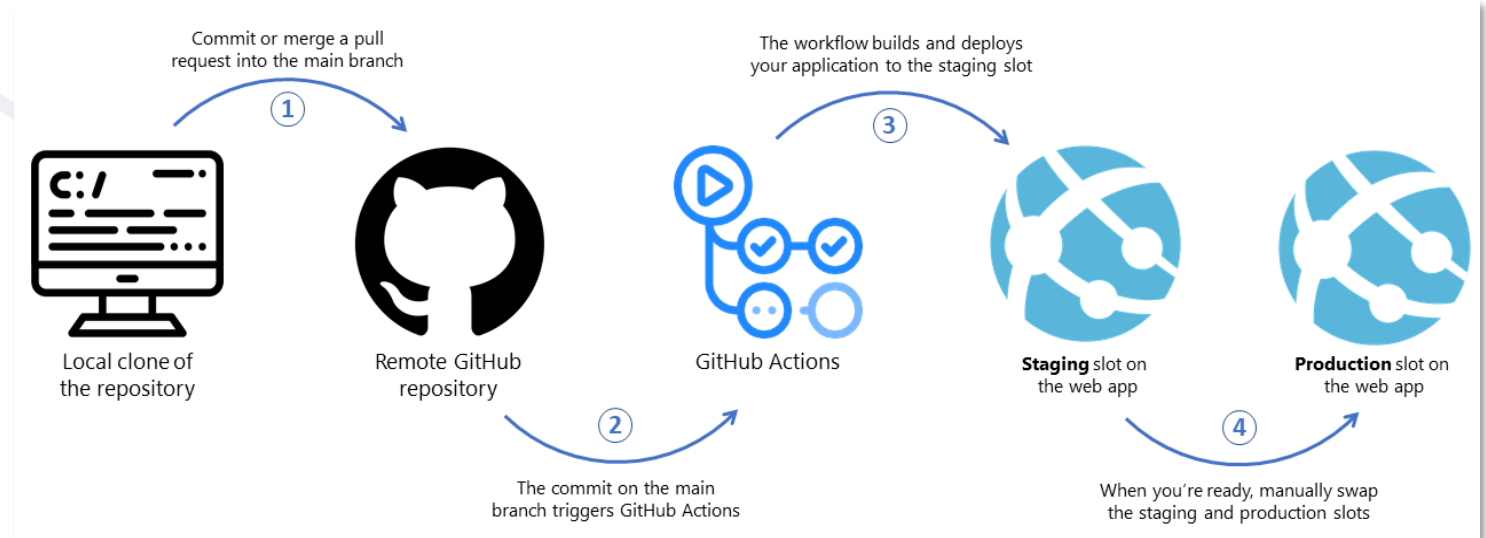 Commit or merge a pull
request into the main branch
1
The workflow builds and deploys
your application to the staging slot
3
C:/
Local clone of
the repository
Remote GitHub
repository
GitHub Actions
Staging slot on
the web app
Production slot on
the web app
2
The commit on the main
branch triggers GitHub Actions
4
When you’re ready, manually swap
the staging and production slots